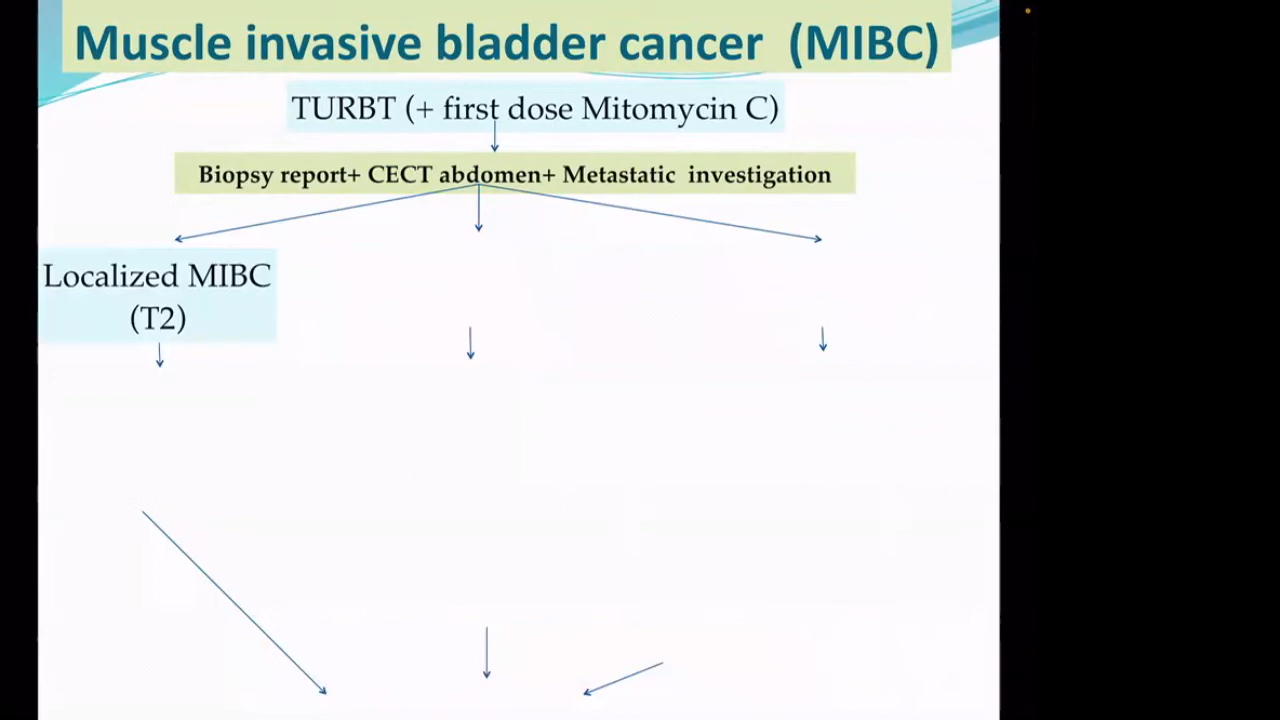 Muscle invasive bladder cancer (MIBC)
TURBT (+ first dose Mitomycin C)
Biopsy report+ CECT abdomen+ Metastatic investigation
Localized MIBC
(T2)